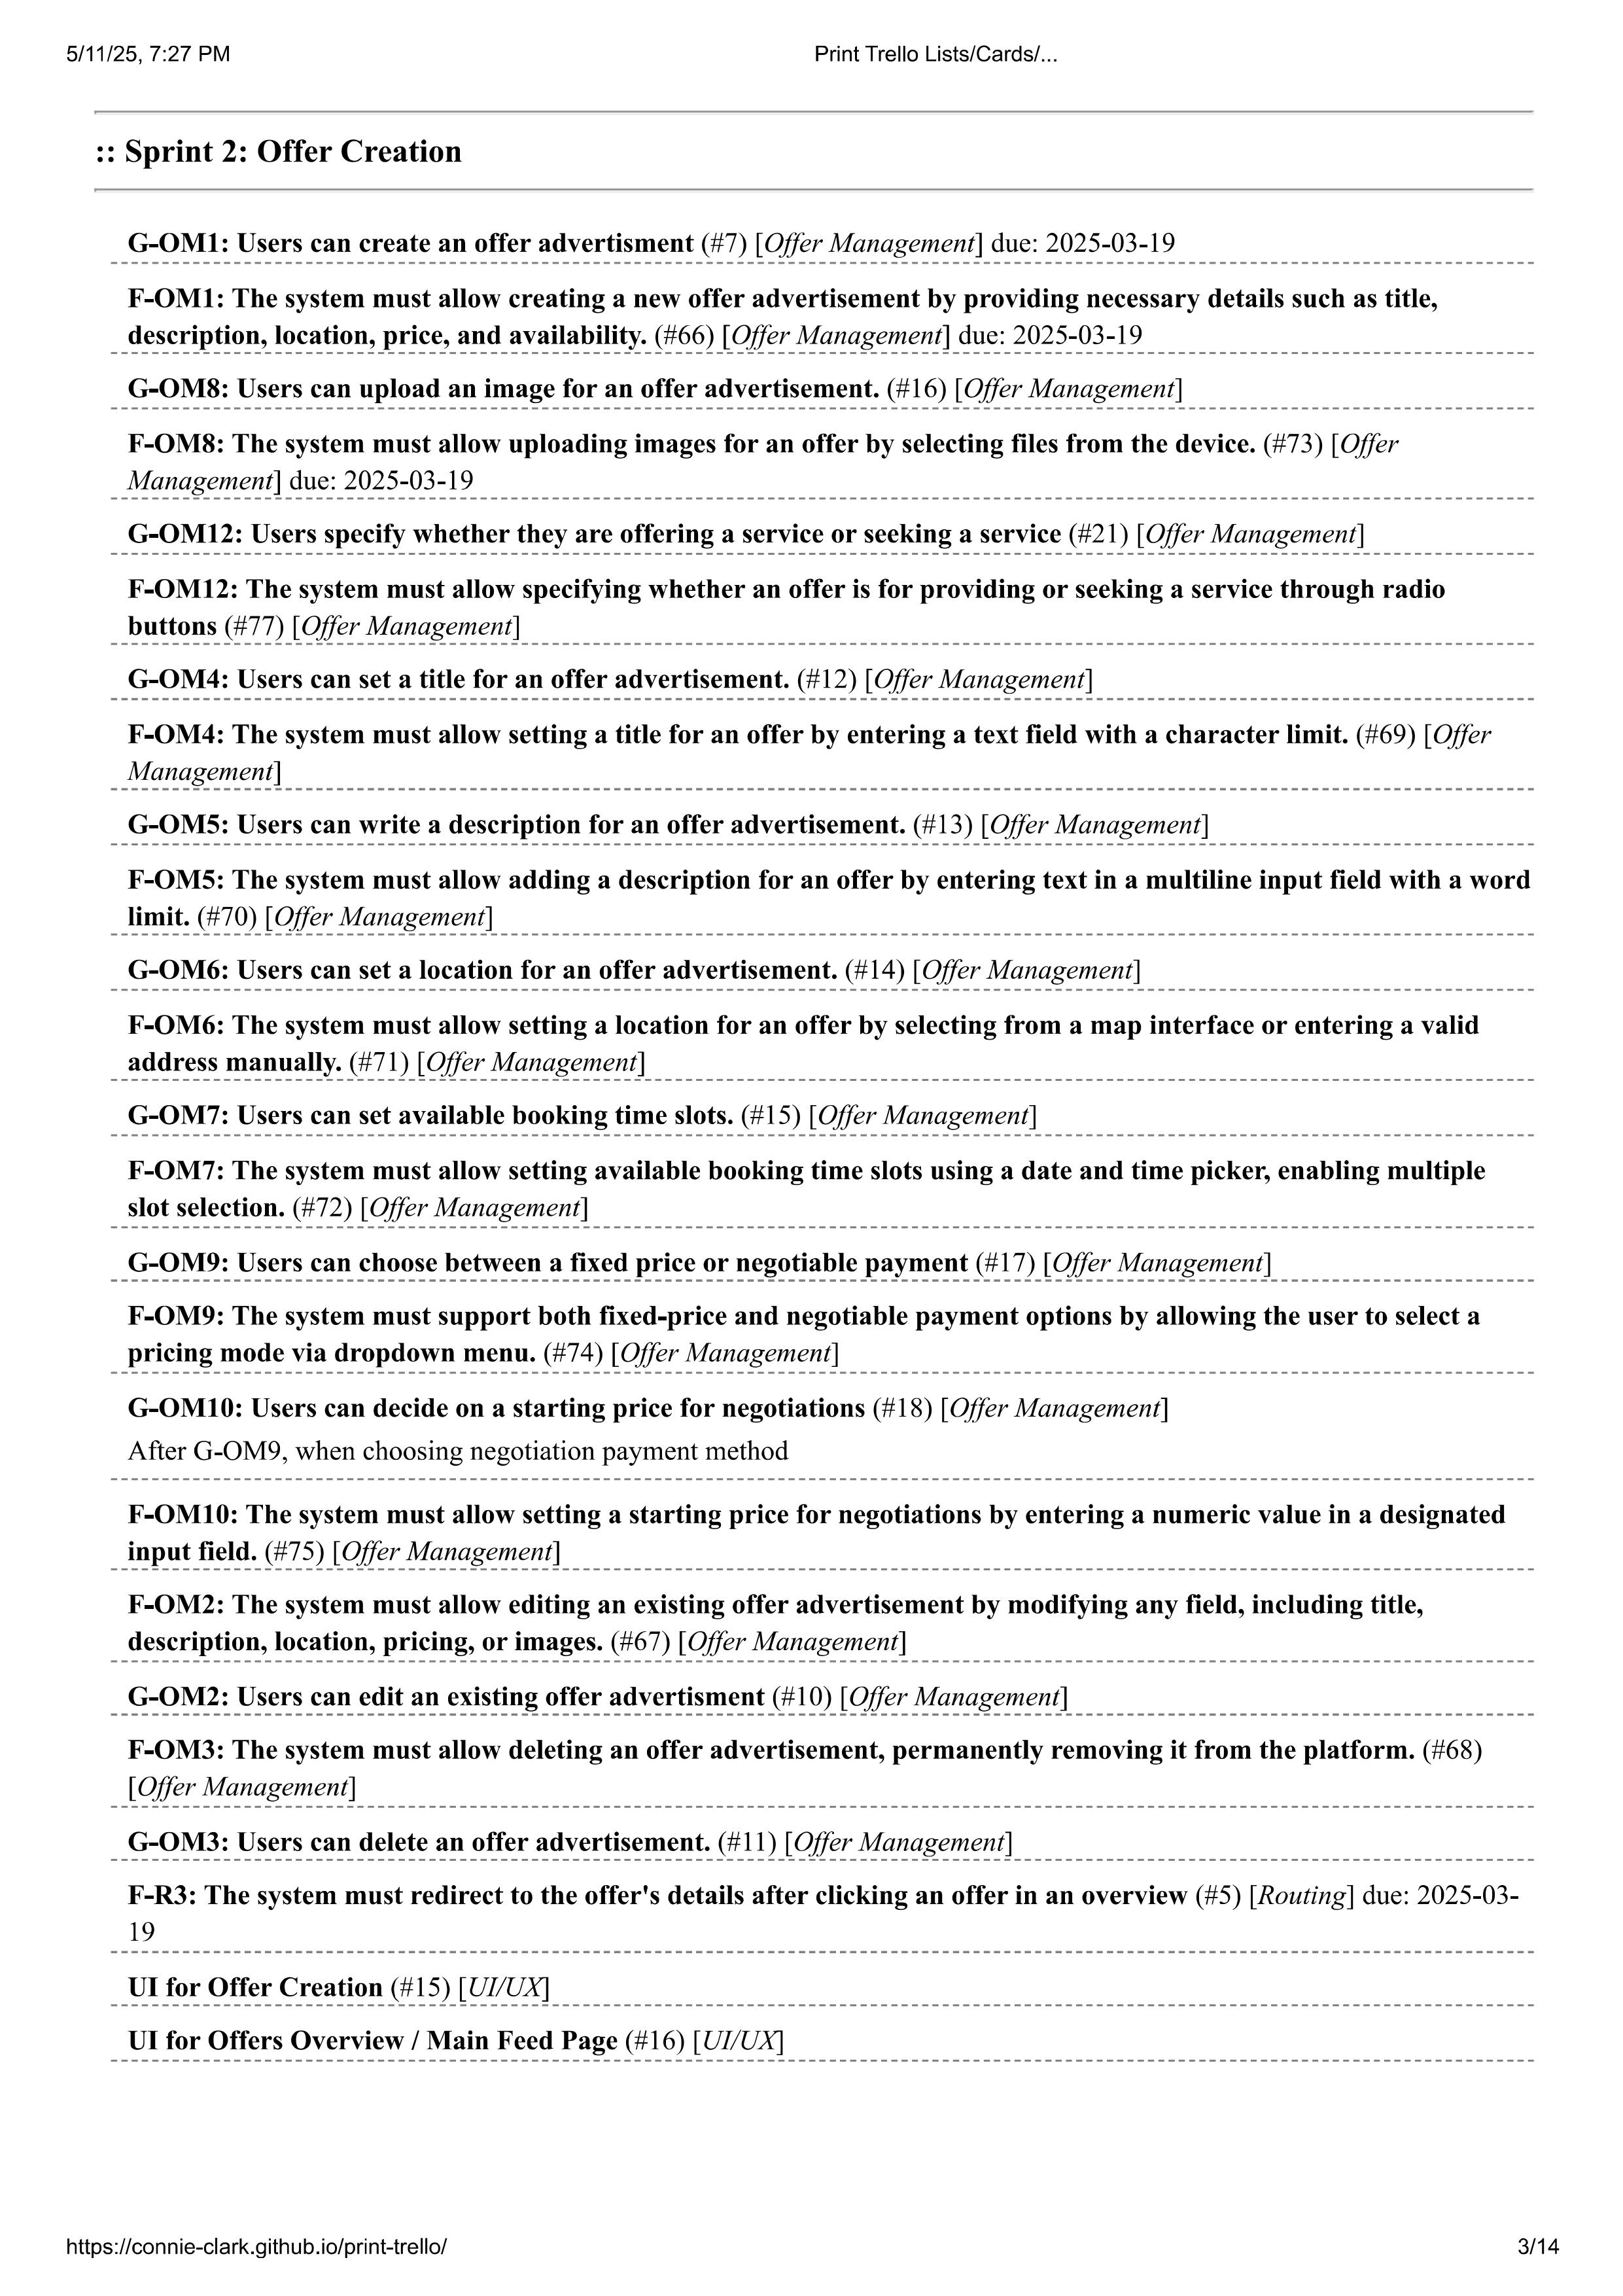 5/11/25, 7:27 PM
Print Trello Lists/Cards/...
:: Sprint 2: Offer Creation
G-OM1: Users can create an offer advertisment (#7) [Offer Management] due: 2025-03-19
F-OM1: The system must allow creating a new offer advertisement by providing necessary details such as title,
description, location, price, and availability. (#66) [Offer Management] due: 2025-03-19
G-OM8: Users can upload an image for an offer advertisement. (#16) [Offer Management]
F-OM8: The system must allow uploading images for an offer by selecting files from the device. (#73) [Offer
Management] due: 2025-03-19
G-OM12: Users specify whether they are offering a service or seeking a service (#21) [Offer Management]
F-OM12: The system must allow specifying whether an offer is for providing or seeking a service through radio
buttons (#77) [Offer Management]
G-OM4: Users can set a title for an offer advertisement. (#12) [Offer Management]
F-OM4: The system must allow setting a title for an offer by entering a text field with a character limit. (#69) [Offer
Management]
G-OM5: Users can write a description for an offer advertisement. (#13) [Offer Management]
F-OM5: The system must allow adding a description for an offer by entering text in a multiline input field with a word
limit. (#70) [Offer Management]
G-OM6: Users can set a location for an offer advertisement. (#14) [Offer Management]
F-OM6: The system must allow setting a location for an offer by selecting from a map interface or entering a valid
address manually. (#71) [Offer Management]
G-OM7: Users can set available booking time slots. (#15) [Offer Management]
F-OM7: The system must allow setting available booking time slots using a date and time picker, enabling multiple
slot selection. (#72) [Offer Management]
G-OM9: Users can choose between a fixed price or negotiable payment (#17) [Offer Management]
F-OM9: The system must support both fixed-price and negotiable payment options by allowing the user to select a
pricing mode via dropdown menu. (#74) [Offer Management]
G-OM10: Users can decide on a starting price for negotiations (#18) [Offer Management]
After G-OM9, when choosing negotiation payment method
F-OM10: The system must allow setting a starting price for negotiations by entering a numeric value in a designated
input field. (#75) [Offer Management]
F-OM2: The system must allow editing an existing offer advertisement by modifying any field, including title,
description, location, pricing, or images. (#67) [Offer Management]
G-OM2: Users can edit an existing offer advertisment (#10) [Offer Management]
F-OM3: The system must allow deleting an offer advertisement, permanently removing it from the platform. (#68)
[Offer Management]
G-OM3: Users can delete an offer advertisement. (#11) [Offer Management]
F-R3: The system must redirect to the offer's details after clicking an offer in an overview (#5) [Routing] due: 2025-03-
19
UI for Offer Creation (#15) [UI/UX]
UI for Offers Overview / Main Feed Page (#16) [UI/UX]
https://connie-clark.github.io/print-trello/
3/14